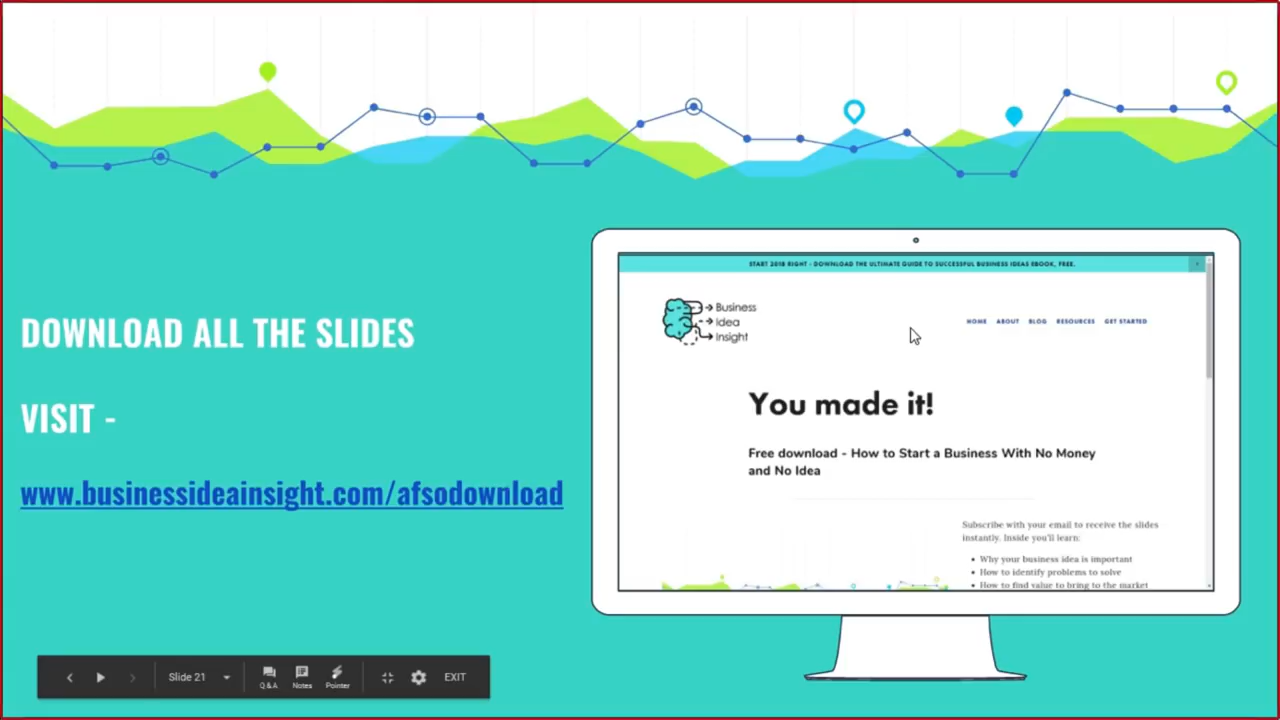 START 2018 RIGHT - DOWNLOAD THE ULTIMATE GUIDE TO SUCCESSFUL BUSINESS IDEAS EBOOK, FREE.
Business
Idea
Insight
HOME ABOUT BLOG RESOURCES GET STARTED
You made it!
Free download - How to Start a Business With No Money
and No Idea
Subscribe with your email to receive the slides
instantly. Inside you'll learn:
• Why your business idea is important
• How to identify problems to solve
• How to find value to bring to the market
DOWNLOAD ALL THE SLIDES
VISIT -
www.businessideainsight.com/afsodownload
Slide 21
Q&A Notes Pointer
EXIT